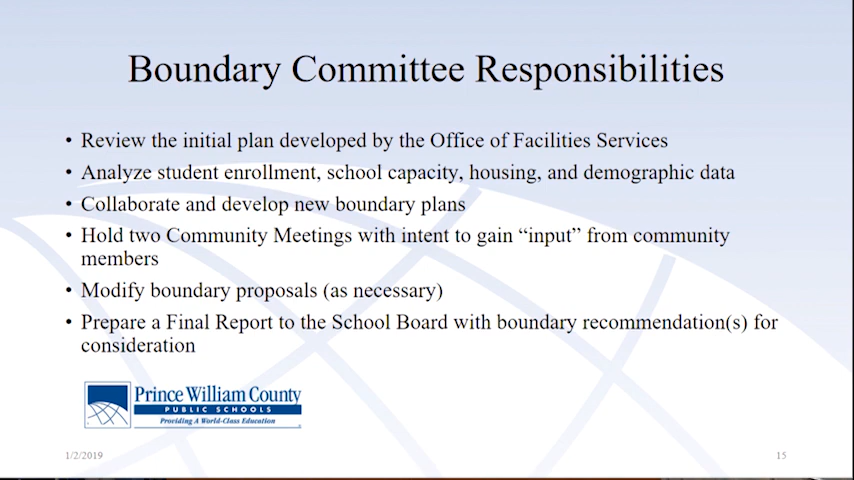 Boundary Committee Responsibilities
• Review the initial plan developed by the Office of Facilities Services
• Analyze student enrollment, school capacity, housing, and demographic data
• Collaborate and develop new boundary plans
• Hold two Community Meetings with intent to gain “input” from community
members
• Modify boundary proposals (as necessary)
• Prepare a Final Report to the School Board with boundary recommendation(s) for
consideration
Prince William County
PUBLIC SCHOOLS
Providing A World-Class Education
1/2/2019
15